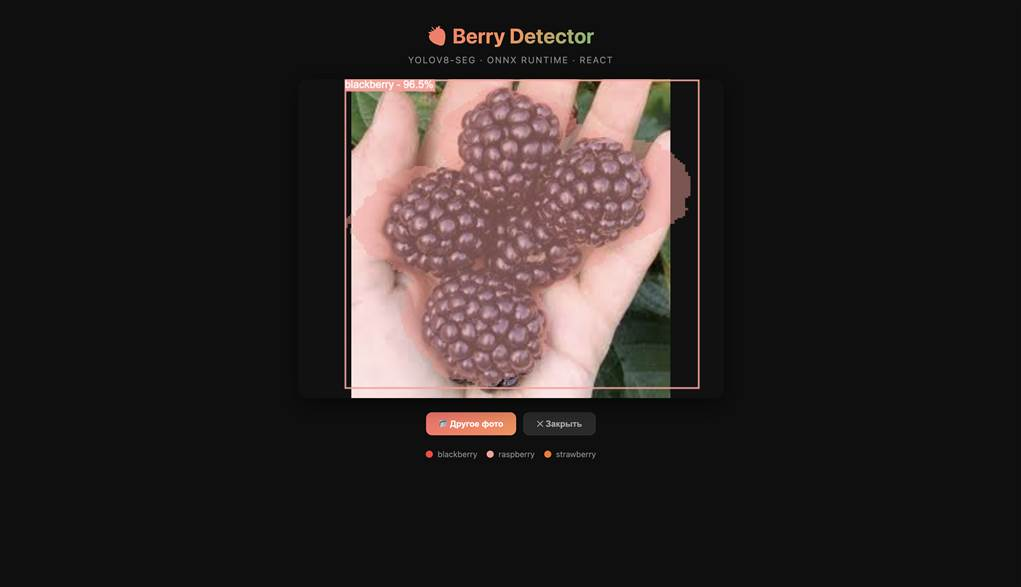 Berry Detector
YOLOV8-SEG · ONNX RUNTIME · REACT
blackberry - 96.5%
Другое фото
✕ Закрыть
blackberry raspberry strawberry